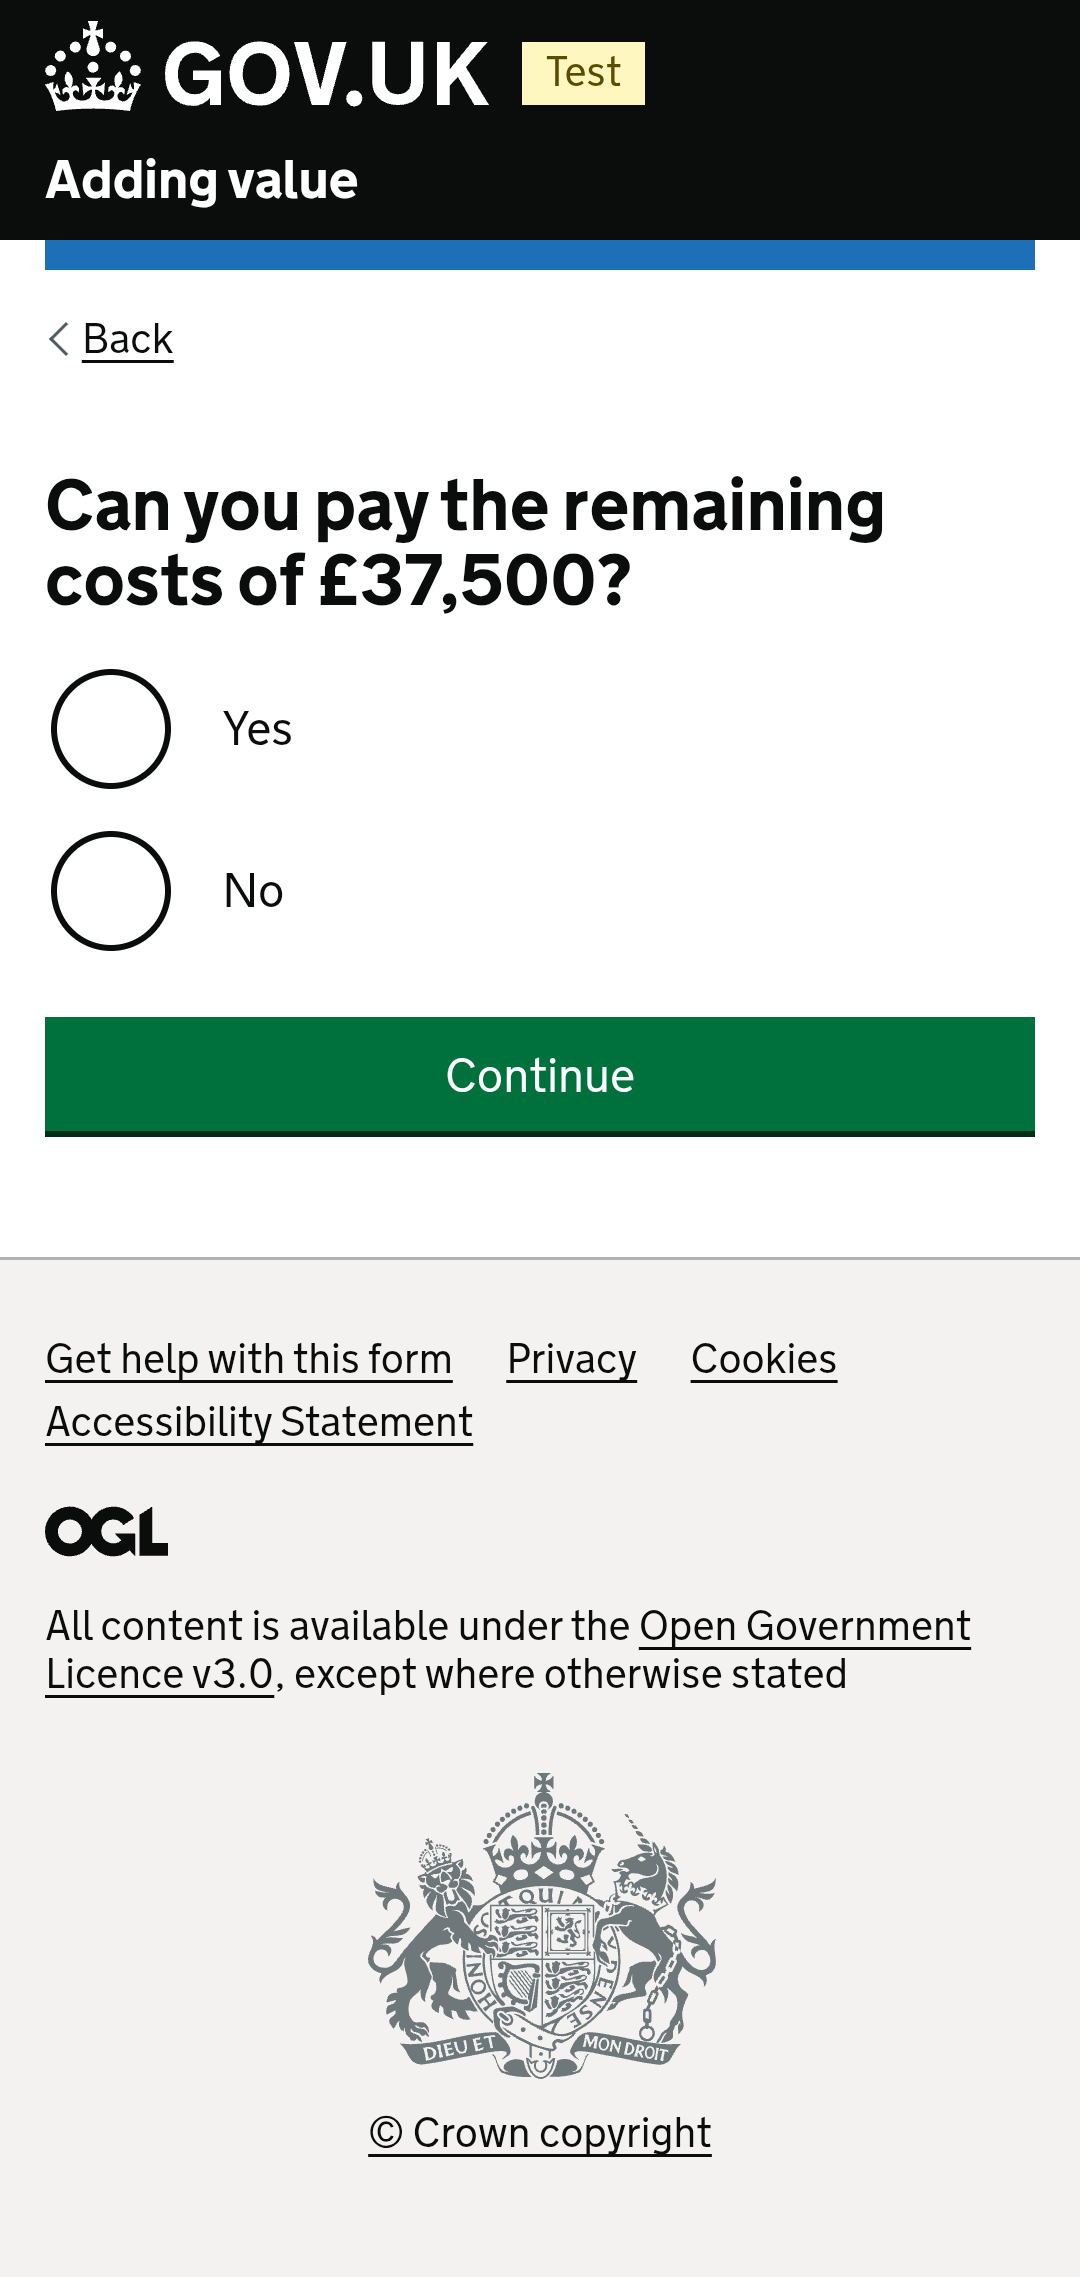 GOV.UK Test
Adding value
Back
Can you pay the remaining
costs of £37,500?
Yes
No
Continue
Get help with this form Privacy Cookies
Accessibility Statement
OGL
All content is available under the Open Government
Licence v3.0, except where otherwise stated
QUI
HONI
PENSE
DIEU ET MON DROIT
© Crown copyright